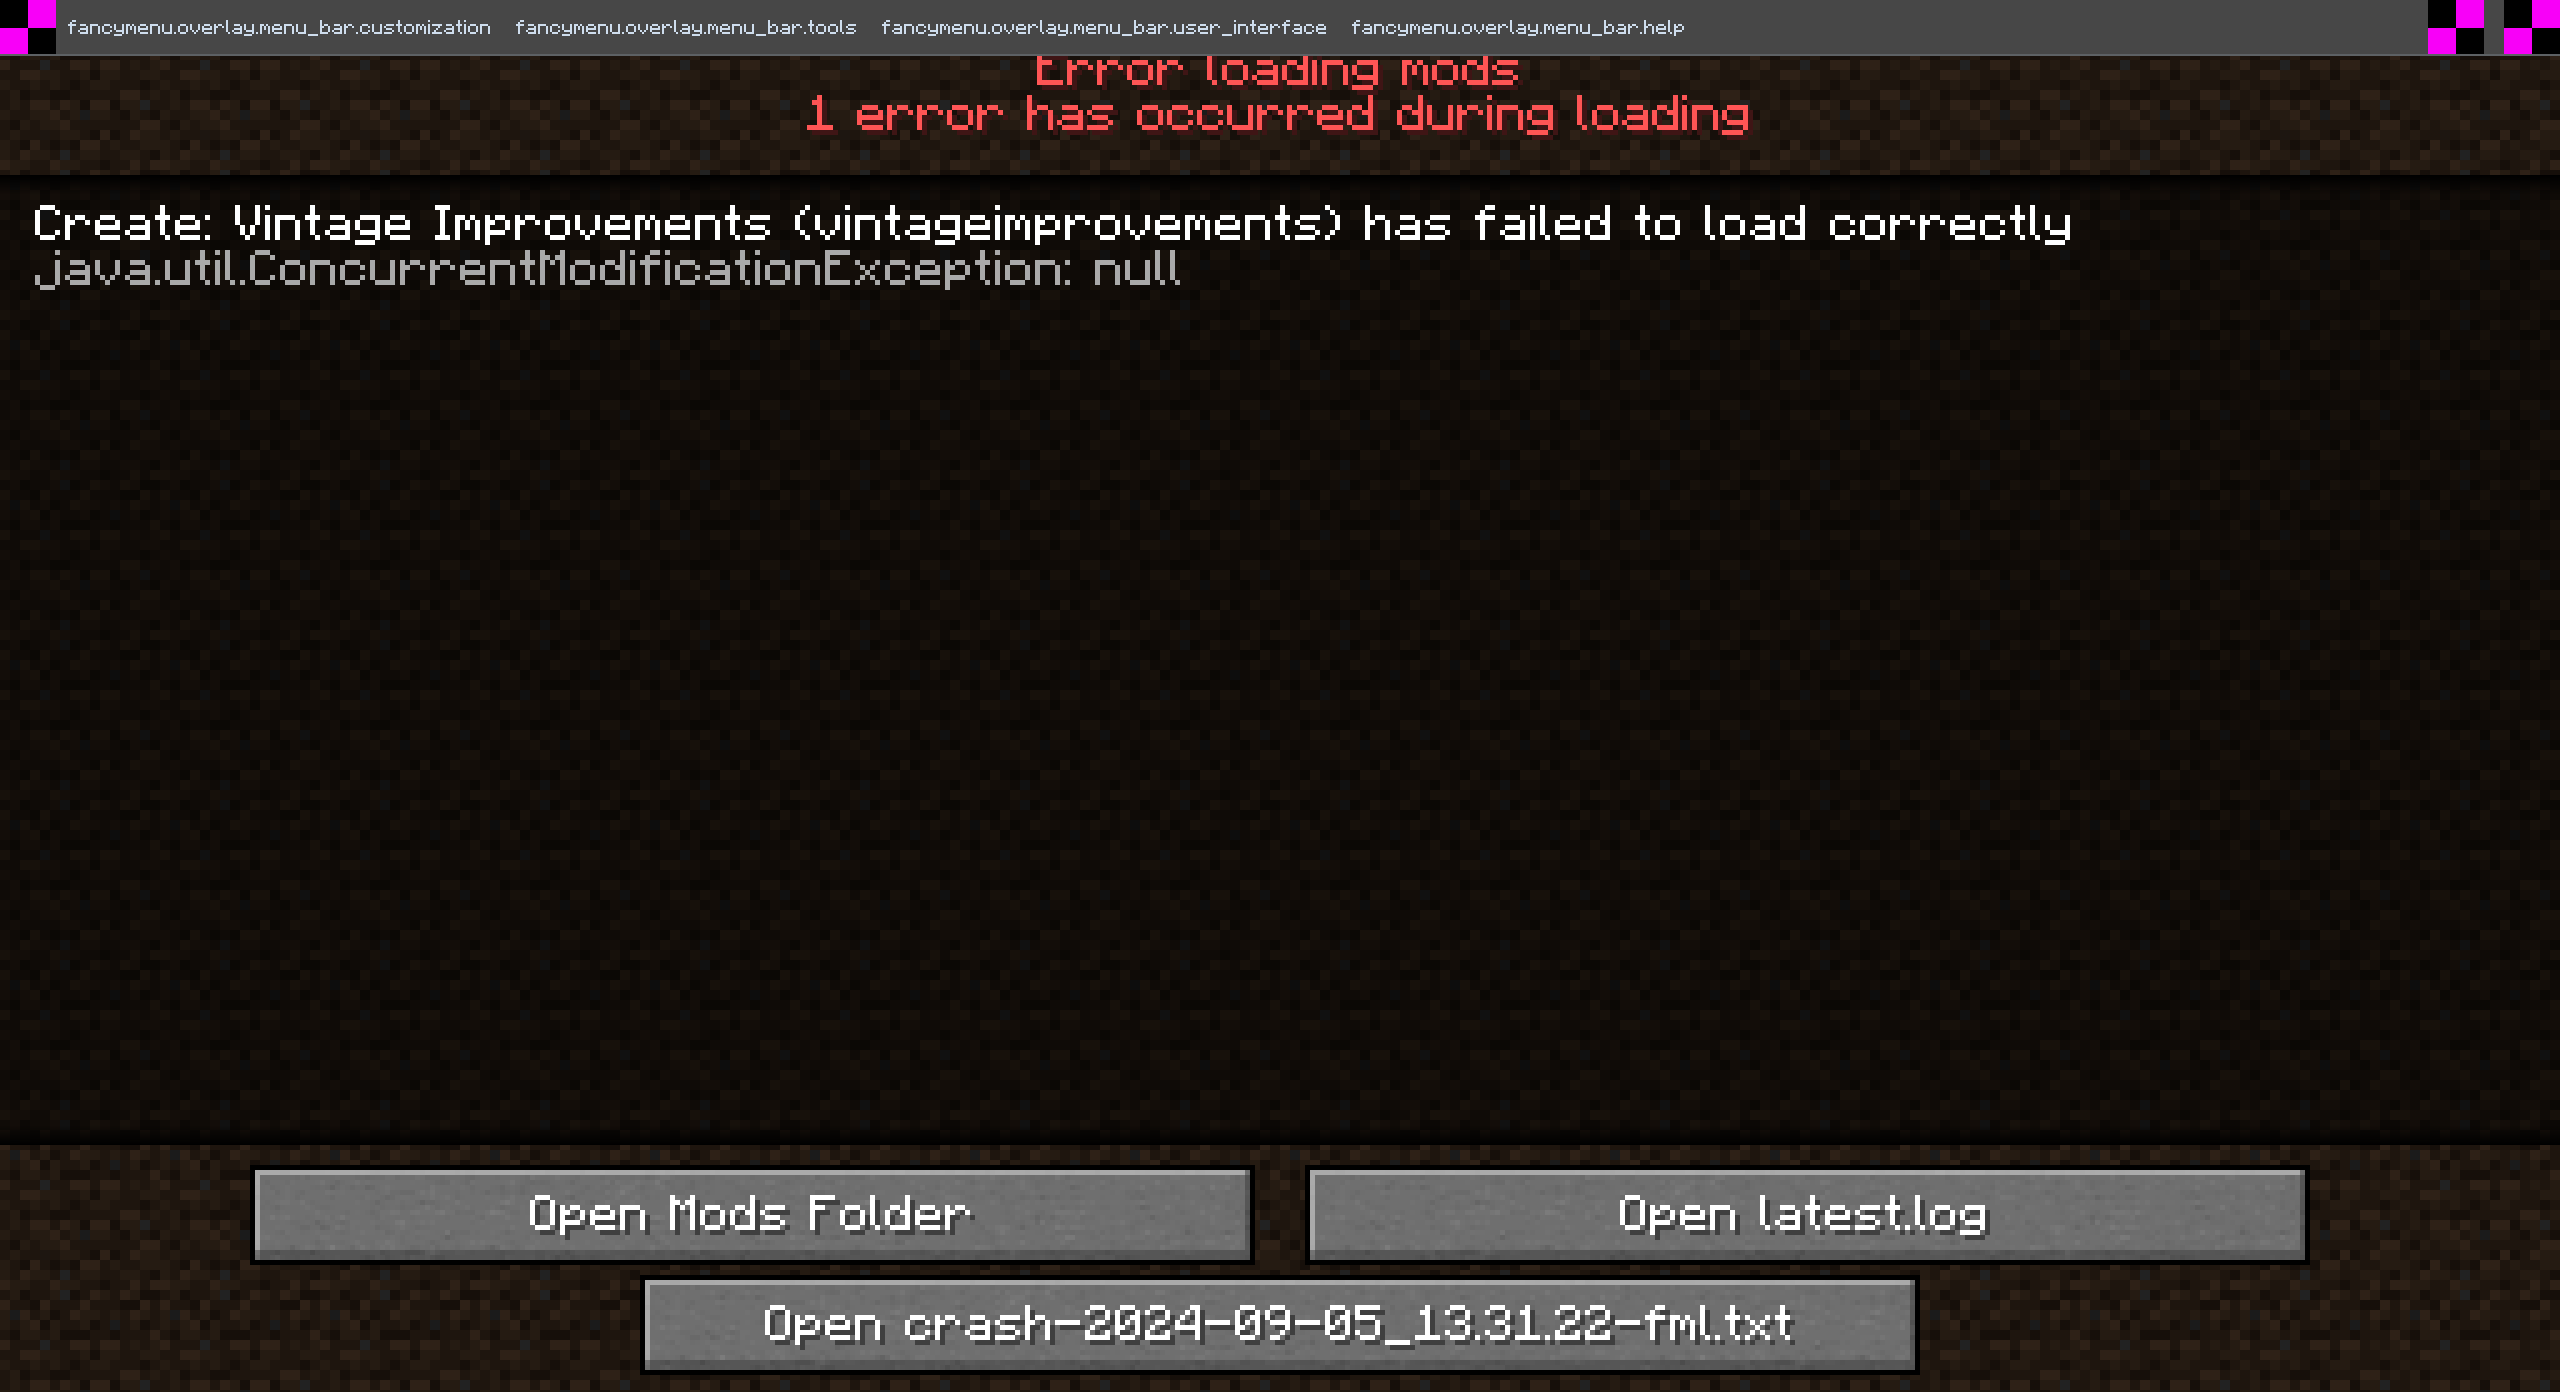 fancymenu.overlay.menu_bar.customization fancymenu.overlay.menu_bar.tools fancymenu.overlay.menu_bar.user_interface fancymenu.overlay.menu_bar.help
Error loading mods
1 error has occurred during loading
Create: Vintage Improvements (vintageimprovements) has failed to load correctly
java.util.ConcurrentModificationException: null
Open Mods Folder
Open latest.log
Open crash-2024-09-05_13.31.22-fml.txt